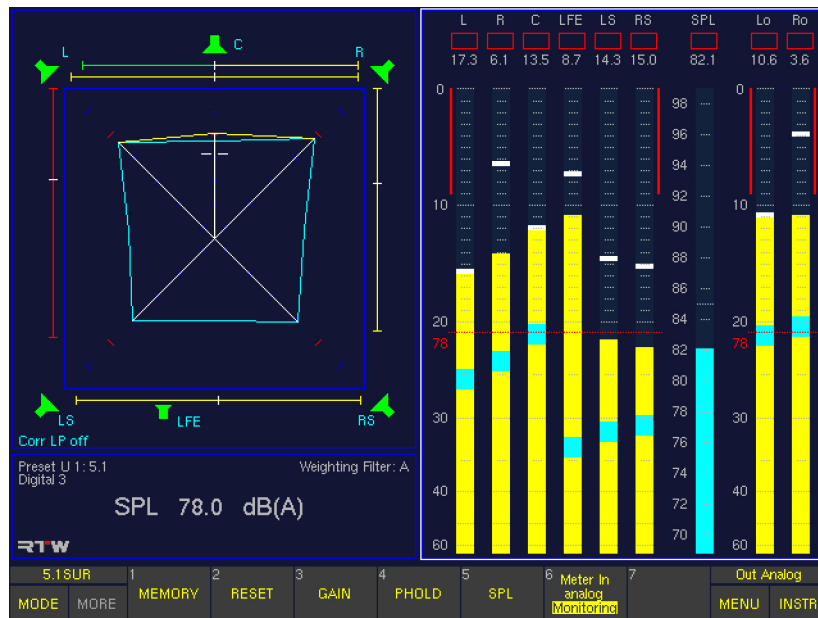 L
C
R
LS
LFE
RS
Corr LP off
Preset U 1: 5.1
Weighting Filter: A
Digital 3
SPL 78.0 dB(A)
RTW
L R C LFE LS RS SPL Lo Ro
17.3 6.1 13.5 8.7 14.3 15.0 82.1 10.6 3.6
0 0
98
96
94
92
10 10
90
88
86
84
20 20
78 78
82
80
30 30
78
76
74
40 40
72
70
60 60
5.1SUR 1 2 3 4 5 6 7 Out Analog
MODE MORE MEMORY RESET GAIN PHOLD SPL Meter In analog Monitoring MENU INSTR